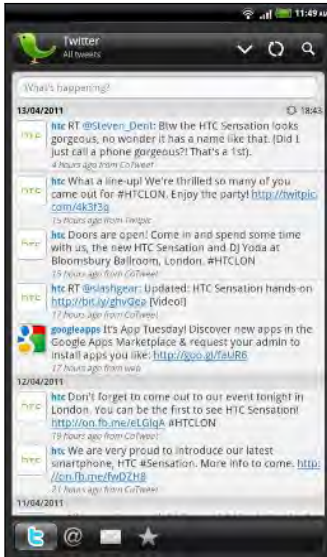 11:49 AM
Twitter
All tweets
What's happening?
13/04/2011 18:43
htc htc RT @Steven_Dent: Btw the HTC Sensation looks
gorgeous, no wonder it has a name like that. (Did I
just call a phone gorgeous?! That's a 1st).
4 hours ago from CoTweet
htc htc What a line-up! We're thrilled so many of you
came out for #HTCLON. Enjoy the party! http://twitpic.
com/4k3f3q
15 hours ago from Twitpic
htc htc Doors are open! Come in and spend some time
with us, the new HTC Sensation and DJ Yoda at
Bloomsbury Ballroom, London. #HTCLON
15 hours ago from CoTweet
htc htc RT @slashgear: Updated: HTC Sensation hands-on
http://bit.ly/ghvGea [Video!]
17 hours ago from CoTweet
googleapps It's App Tuesday! Discover new apps in the
Google Apps Marketplace & request your admin to
install apps you like: http://goo.gl/faUR6
17 hours ago from web
12/04/2011
htc htc Don't forget to come out to our event tonight in
London. You can be the first to see HTC Sensation!
http://on.fb.me/eLGlqA #HTCLON
19 hours ago from CoTweet
htc htc We are very proud to introduce our latest
smartphone, HTC #Sensation. More info to come. http:
//on.fb.me/fwDZH8
21 hours ago from CoTweet
11/04/2011